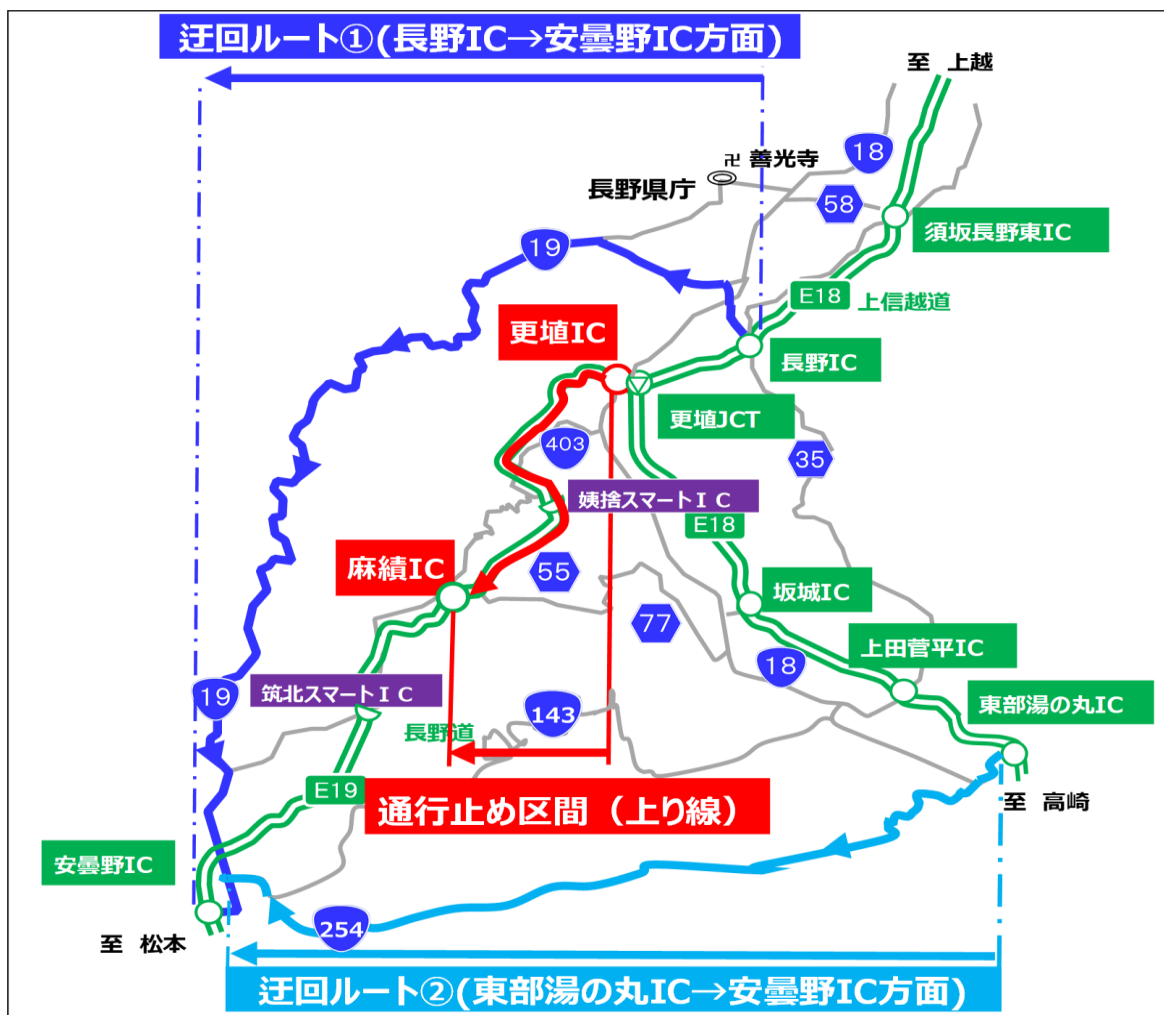 迂回ルート①(長野IC→安曇野IC方面)
至 上越
卍 善光寺
18
長野県庁
58
須坂長野東IC
19
E18
上信越道
更埴IC
長野IC
更埴JCT
403
35
姨捨スマートＩＣ
E18
麻績IC
55
坂城IC
77
上田菅平IC
18
筑北スマートＩＣ
19
143
東部湯の丸IC
長野道
E19
通行止め区間（上り線）
至 高崎
安曇野IC
254
至 松本
迂回ルート②(東部湯の丸IC→安曇野IC方面)